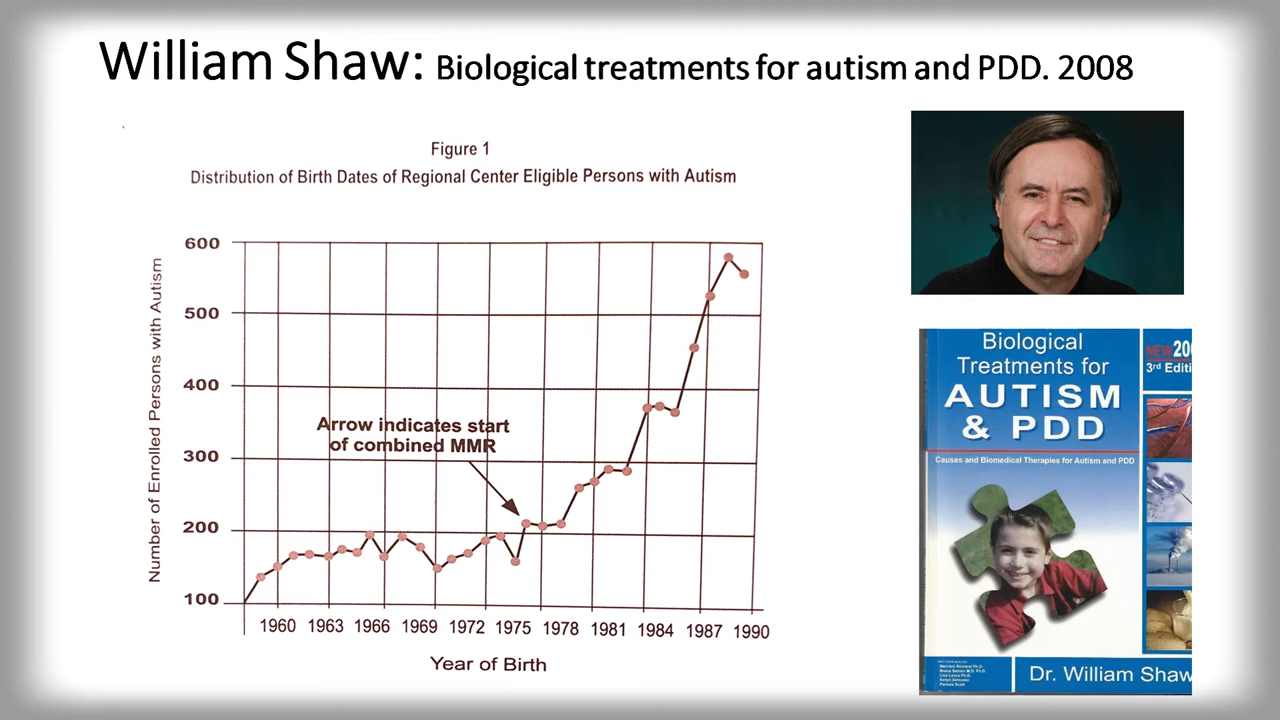 William Shaw: Biological treatments for autism and PDD. 2008
Figure 1
Distribution of Birth Dates of Regional Center Eligible Persons with Autism
Number of Enrolled Persons with Autism
600
500
400
300
200
100
Arrow indicates start
of combined MMR
1960 1963 1966 1969 1972 1975 1978 1981 1984 1987 1990
Year of Birth
Biological
Treatments for
AUTISM
& PDD
Causes and Biomedical Therapies for Autism and PDD
NEW 200
3rd Editi
Dr. William Shaw